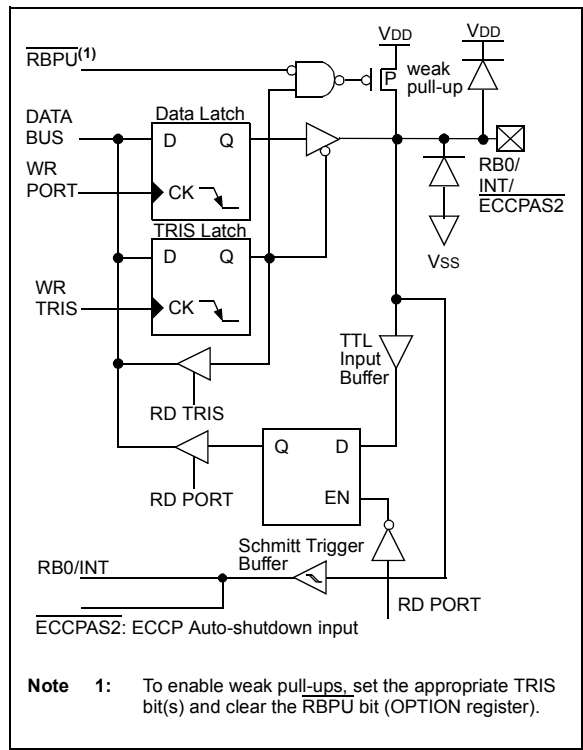 VDD
VDD
RBPU(1)
P
weak
pull-up
DATA
BUS
Data Latch
D Q
WR
PORT
CK
RB0/
INT/
ECCPAS2
TRIS Latch
D Q
VSS
WR
TRIS
CK
TTL
Input
Buffer
RD TRIS
Q D
RD PORT
EN
Schmitt Trigger
Buffer
RB0/INT
RD PORT
ECCPAS2: ECCP Auto-shutdown input
Note 1: To enable weak pull-ups, set the appropriate TRIS
bit(s) and clear the RBPU bit (OPTION register).